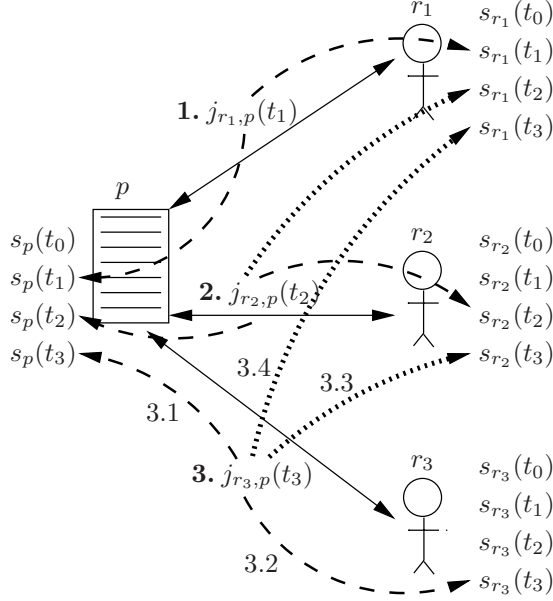 r₁
s_{r₁}(t₀)
s_{r₁}(t₁)
s_{r₁}(t₂)
s_{r₁}(t₃)
1. j_{r₁,p}(t₁)
p
s_p(t₀)
s_p(t₁)
s_p(t₂)
s_p(t₃)
r₂
s_{r₂}(t₀)
s_{r₂}(t₁)
s_{r₂}(t₂)
s_{r₂}(t₃)
2. j_{r₂,p}(t₂)
3.4
3.3
3.1
3. j_{r₃,p}(t₃)
r₃
s_{r₃}(t₀)
s_{r₃}(t₁)
s_{r₃}(t₂)
s_{r₃}(t₃)
3.2